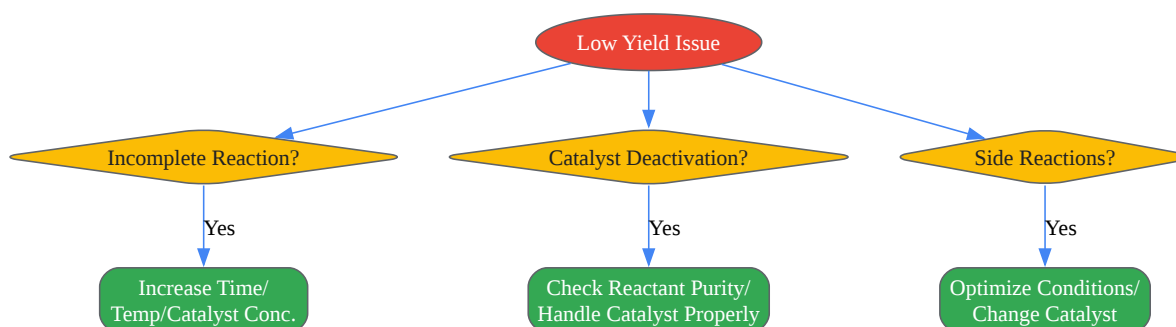 Low Yield Issue
Incomplete Reaction?
Catalyst Deactivation?
Side Reactions?
Yes
Yes
Yes
Increase Time/
Temp/Catalyst Conc.
Check Reactant Purity/
Handle Catalyst Properly
Optimize Conditions/
Change Catalyst